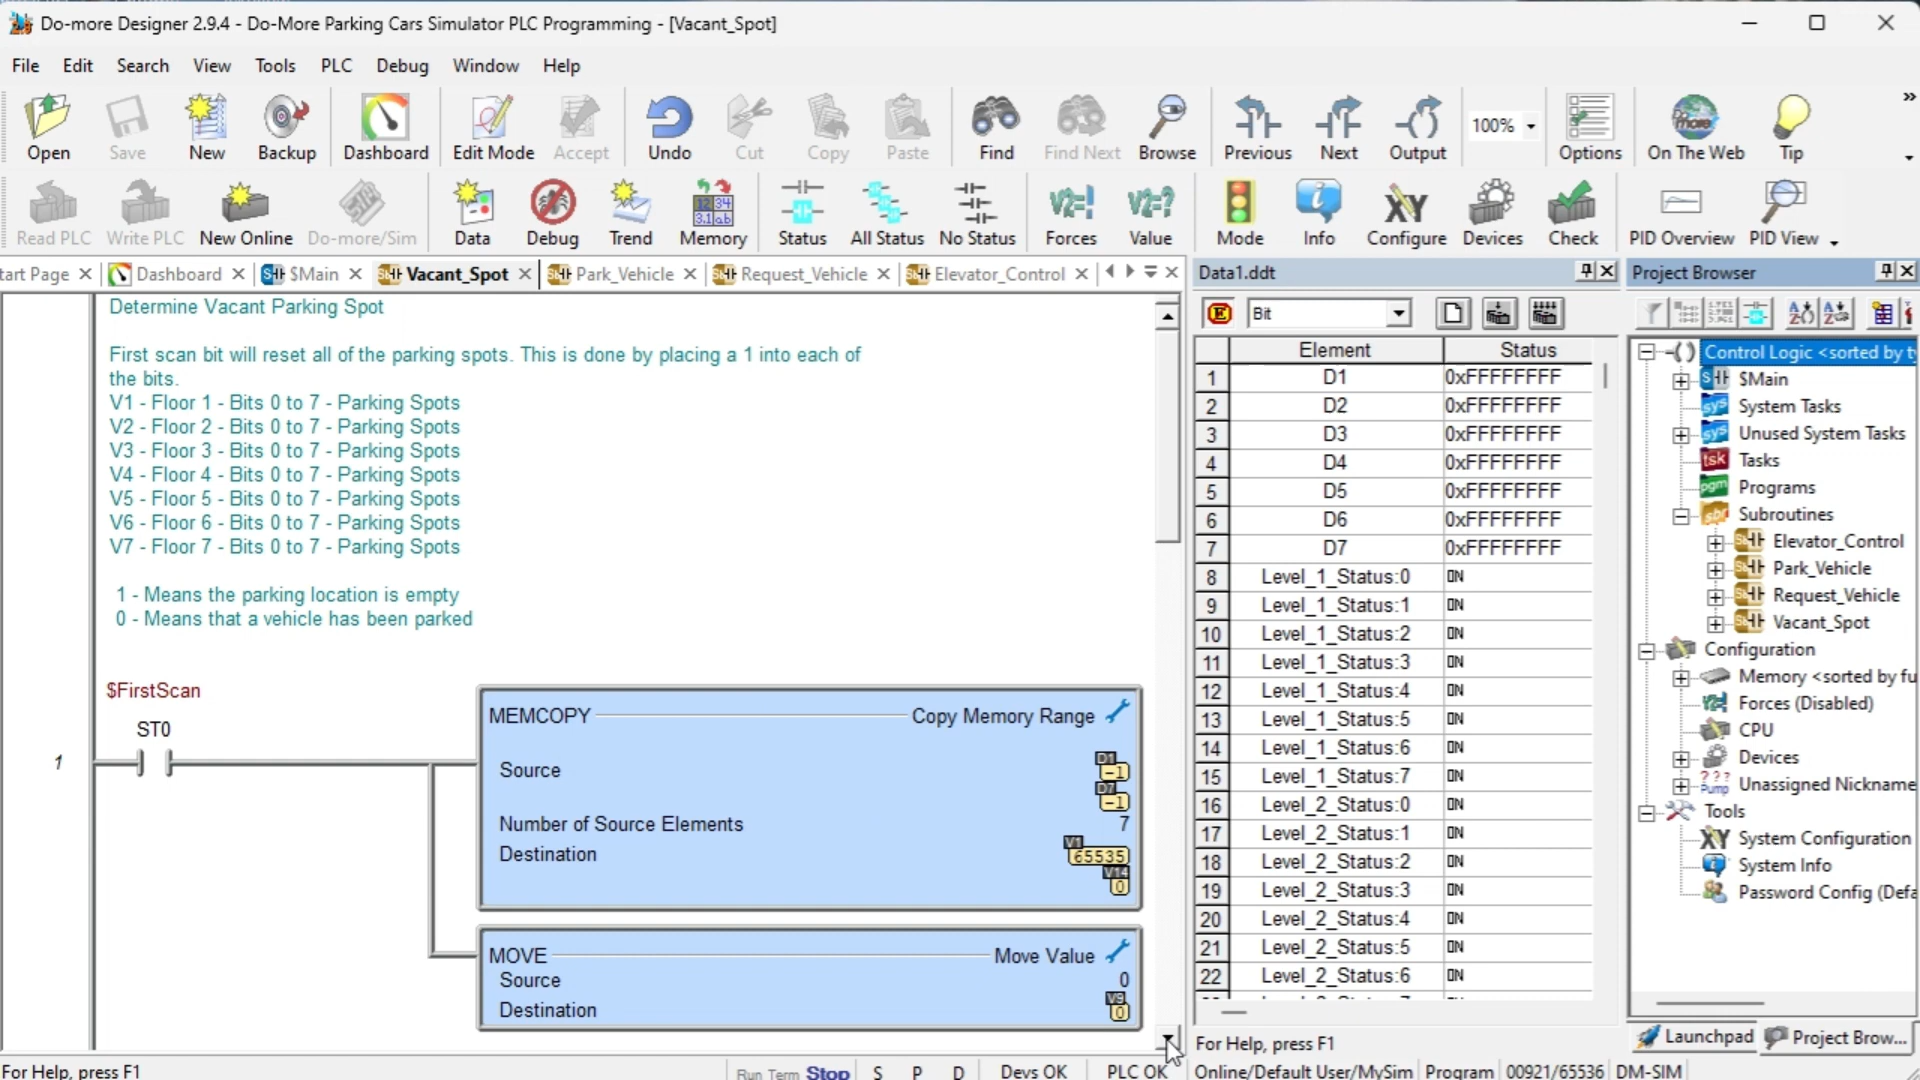 Do-more Designer 2.9.4 - Do-More Parking Cars Simulator PLC Programming - [Vacant_Spot]
File Edit Search View Tools PLC Debug Window Help
Open Save New Backup Dashboard Edit Mode Accept Undo Cut Copy Paste Find Find Next Browse Previous Next Output 100% Options On The Web Tip
Read PLC Write PLC New Online Do-more/Sim Data Debug Trend Memory Status All Status No Status Forces Value Mode Info Configure Devices Check PID Overview PID View
tart Page Dashboard $Main Vacant_Spot Park_Vehicle Request_Vehicle Elevator_Control
Determine Vacant Parking Spot
First scan bit will reset all of the parking spots. This is done by placing a 1 into each of
the bits.
V1 - Floor 1 - Bits 0 to 7 - Parking Spots
V2 - Floor 2 - Bits 0 to 7 - Parking Spots
V3 - Floor 3 - Bits 0 to 7 - Parking Spots
V4 - Floor 4 - Bits 0 to 7 - Parking Spots
V5 - Floor 5 - Bits 0 to 7 - Parking Spots
V6 - Floor 6 - Bits 0 to 7 - Parking Spots
V7 - Floor 7 - Bits 0 to 7 - Parking Spots
1 - Means the parking location is empty
0 - Means that a vehicle has been parked
$FirstScan
ST0
1
MEMCOPY Copy Memory Range
Source D1 -1
D7 -1
Number of Source Elements 7
Destination V1 65535
V14 0
MOVE Move Value
Source 0
Destination V9 0
Data1.ddt
Bit
Element Status
1 D1 0xFFFFFFFF
2 D2 0xFFFFFFFF
3 D3 0xFFFFFFFF
4 D4 0xFFFFFFFF
5 D5 0xFFFFFFFF
6 D6 0xFFFFFFFF
7 D7 0xFFFFFFFF
8 Level_1_Status:0 ON
9 Level_1_Status:1 ON
10 Level_1_Status:2 ON
11 Level_1_Status:3 ON
12 Level_1_Status:4 ON
13 Level_1_Status:5 ON
14 Level_1_Status:6 ON
15 Level_1_Status:7 ON
16 Level_2_Status:0 ON
17 Level_2_Status:1 ON
18 Level_2_Status:2 ON
19 Level_2_Status:3 ON
20 Level_2_Status:4 ON
21 Level_2_Status:5 ON
22 Level_2_Status:6 ON
For Help, press F1
Project Browser
Control Logic <sorted by ty
$Main
System Tasks
Unused System Tasks
Tasks
Programs
Subroutines
Elevator_Control
Park_Vehicle
Request_Vehicle
Vacant_Spot
Configuration
Memory <sorted by fu
Forces (Disabled)
CPU
Devices
Unassigned Nickname
Tools
System Configuration
System Info
Password Config (Defa
Launchpad Project Brow...
For Help, press F1 Run Term Stop S P D Devs OK PLC OK Online/Default User/MySim Program 00921/65536 DM-SIM